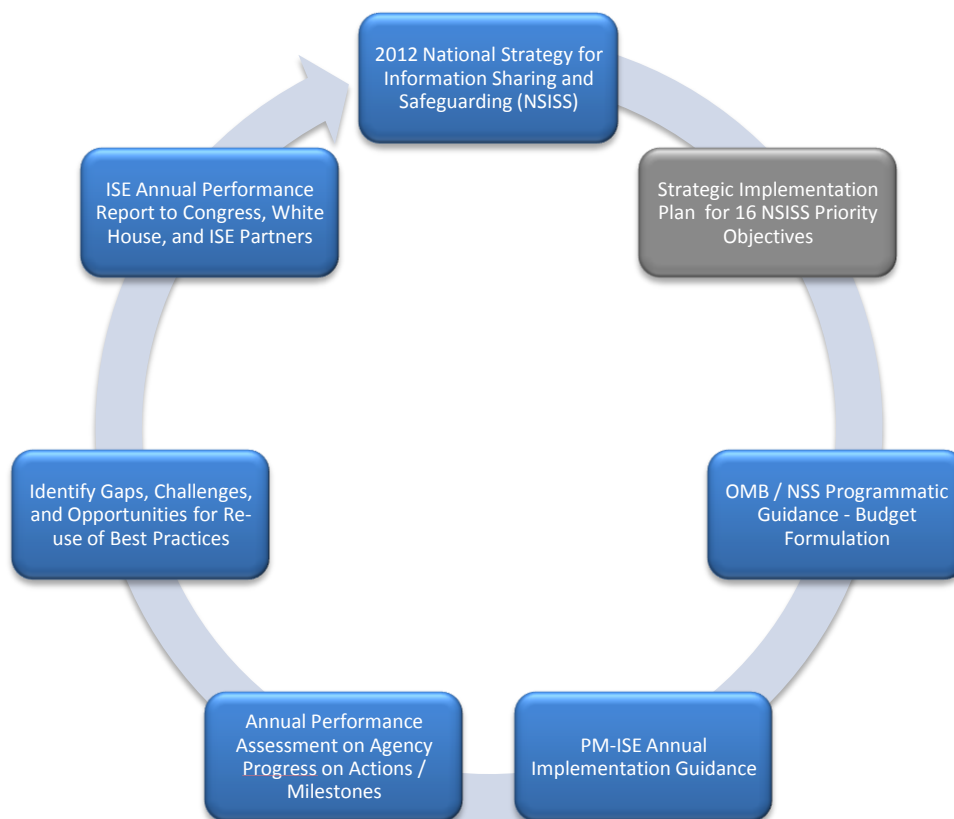 2012 National Strategy for
Information Sharing and
Safeguarding (NSISS)
Strategic Implementation
Plan for 16 NSISS Priority
Objectives
OMB / NSS Programmatic
Guidance - Budget
Formulation
PM-ISE Annual
Implementation Guidance
Annual Performance
Assessment on Agency
Progress on Actions /
Milestones
Identify Gaps, Challenges,
and Opportunities for Re-
use of Best Practices
ISE Annual Performance
Report to Congress, White
House, and ISE Partners